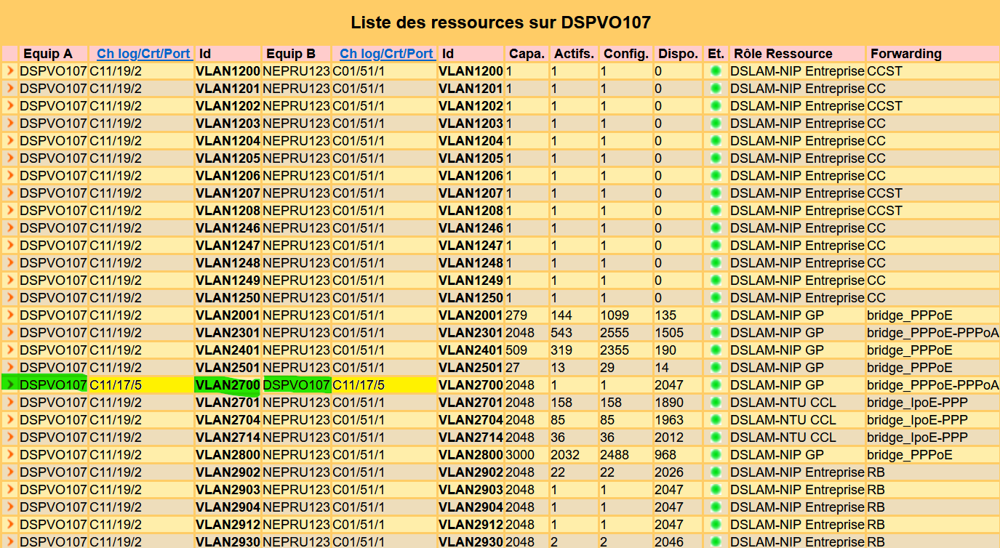 Liste des ressources sur DSPVO107
Equip A Ch log/Crt/Port Id Equip B Ch log/Crt/Port Id Capa. Actifs. Config. Dispo. Et. Rôle Ressource Forwarding
DSPVO107 C11/19/2 VLAN1200 NEPRU123 C01/51/1 VLAN1200 1 1 1 0 DSLAM-NIP Entreprise CCST
DSPVO107 C11/19/2 VLAN1201 NEPRU123 C01/51/1 VLAN1201 1 1 1 0 DSLAM-NIP Entreprise CC
DSPVO107 C11/19/2 VLAN1202 NEPRU123 C01/51/1 VLAN1202 1 1 1 0 DSLAM-NIP Entreprise CCST
DSPVO107 C11/19/2 VLAN1203 NEPRU123 C01/51/1 VLAN1203 1 1 1 0 DSLAM-NIP Entreprise CC
DSPVO107 C11/19/2 VLAN1204 NEPRU123 C01/51/1 VLAN1204 1 1 1 0 DSLAM-NIP Entreprise CC
DSPVO107 C11/19/2 VLAN1205 NEPRU123 C01/51/1 VLAN1205 1 1 1 0 DSLAM-NIP Entreprise CC
DSPVO107 C11/19/2 VLAN1206 NEPRU123 C01/51/1 VLAN1206 1 1 1 0 DSLAM-NIP Entreprise CC
DSPVO107 C11/19/2 VLAN1207 NEPRU123 C01/51/1 VLAN1207 1 1 1 0 DSLAM-NIP Entreprise CCST
DSPVO107 C11/19/2 VLAN1208 NEPRU123 C01/51/1 VLAN1208 1 1 1 0 DSLAM-NIP Entreprise CCST
DSPVO107 C11/19/2 VLAN1246 NEPRU123 C01/51/1 VLAN1246 1 1 1 0 DSLAM-NIP Entreprise CC
DSPVO107 C11/19/2 VLAN1247 NEPRU123 C01/51/1 VLAN1247 1 1 1 0 DSLAM-NIP Entreprise CC
DSPVO107 C11/19/2 VLAN1248 NEPRU123 C01/51/1 VLAN1248 1 1 1 0 DSLAM-NIP Entreprise CC
DSPVO107 C11/19/2 VLAN1249 NEPRU123 C01/51/1 VLAN1249 1 1 1 0 DSLAM-NIP Entreprise CC
DSPVO107 C11/19/2 VLAN1250 NEPRU123 C01/51/1 VLAN1250 1 1 1 0 DSLAM-NIP Entreprise CC
DSPVO107 C11/19/2 VLAN2001 NEPRU123 C01/51/1 VLAN2001 279 144 1099 135 DSLAM-NIP GP bridge_PPPoE
DSPVO107 C11/19/2 VLAN2301 NEPRU123 C01/51/1 VLAN2301 2048 543 2555 1505 DSLAM-NIP GP bridge_PPPoE-PPPoA
DSPVO107 C11/19/2 VLAN2401 NEPRU123 C01/51/1 VLAN2401 509 319 2355 190 DSLAM-NIP GP bridge_PPPoE
DSPVO107 C11/19/2 VLAN2501 NEPRU123 C01/51/1 VLAN2501 27 13 29 14 DSLAM-NIP GP bridge_PPPoE
DSPVO107 C11/17/5 VLAN2700 DSPVO107 C11/17/5 VLAN2700 2048 1 1 2047 DSLAM-NIP GP bridge_PPPoE-PPPoA
DSPVO107 C11/19/2 VLAN2701 NEPRU123 C01/51/1 VLAN2701 2048 158 158 1890 DSLAM-NTU CCL bridge_IpoE-PPP
DSPVO107 C11/19/2 VLAN2704 NEPRU123 C01/51/1 VLAN2704 2048 85 85 1963 DSLAM-NTU CCL bridge_IpoE-PPP
DSPVO107 C11/19/2 VLAN2714 NEPRU123 C01/51/1 VLAN2714 2048 36 36 2012 DSLAM-NTU CCL bridge_IpoE-PPP
DSPVO107 C11/19/2 VLAN2800 NEPRU123 C01/51/1 VLAN2800 3000 2032 2488 968 DSLAM-NIP GP bridge_PPPoE
DSPVO107 C11/19/2 VLAN2902 NEPRU123 C01/51/1 VLAN2902 2048 22 22 2026 DSLAM-NIP Entreprise RB
DSPVO107 C11/19/2 VLAN2903 NEPRU123 C01/51/1 VLAN2903 2048 1 1 2047 DSLAM-NIP Entreprise RB
DSPVO107 C11/19/2 VLAN2904 NEPRU123 C01/51/1 VLAN2904 2048 1 1 2047 DSLAM-NIP Entreprise RB
DSPVO107 C11/19/2 VLAN2912 NEPRU123 C01/51/1 VLAN2912 2048 1 1 2047 DSLAM-NIP Entreprise RB
DSPVO107 C11/19/2 VLAN2930 NEPRU123 C01/51/1 VLAN2930 2048 2 2 2046 DSLAM-NIP Entreprise RB